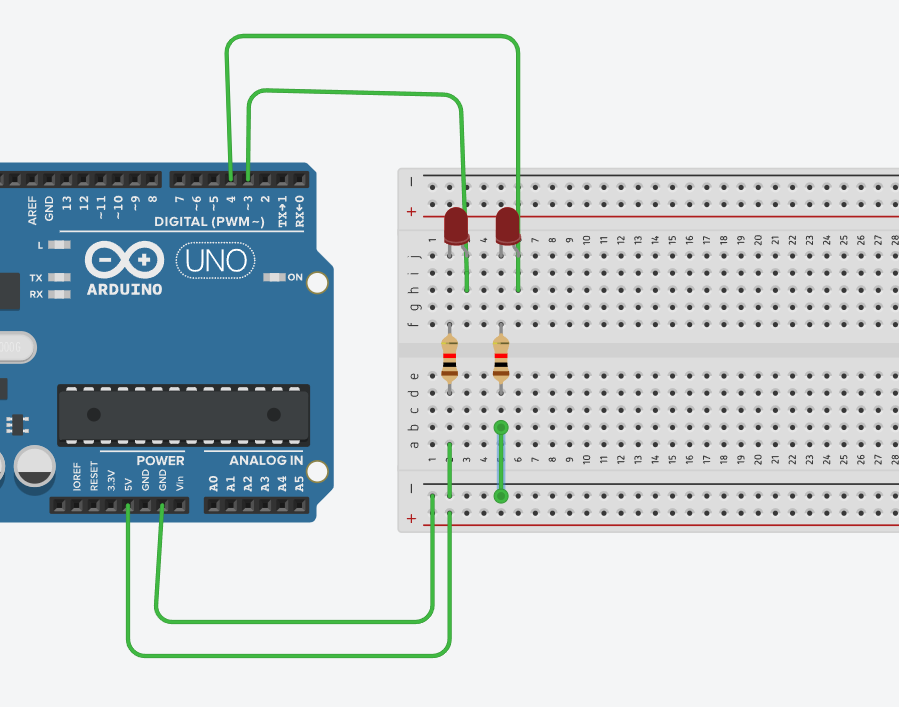 AREF
GND
13
12
~11
~10
~9
8
7
~6
~5
4
~3
2
TX→1
RX←0
DIGITAL (PWM~)
L
TX
RX
ARDUINO
UNO
ON
POWER
ANALOG IN
IOREF
RESET
3.3V
5V
GND
GND
Vin
A0
A1
A2
A3
A4
A5
−
+
1 4 7 8 9 10 11 12 13 14 15 16 17 18 19 20 21 22 23 24 25 26 27 28
j
i
h
g
f
e
d
c
b
a
1 2 3 4 5 6 7 8 9 10 11 12 13 14 15 16 17 18 19 20 21 22 23 24 25 26 27 28
−
+